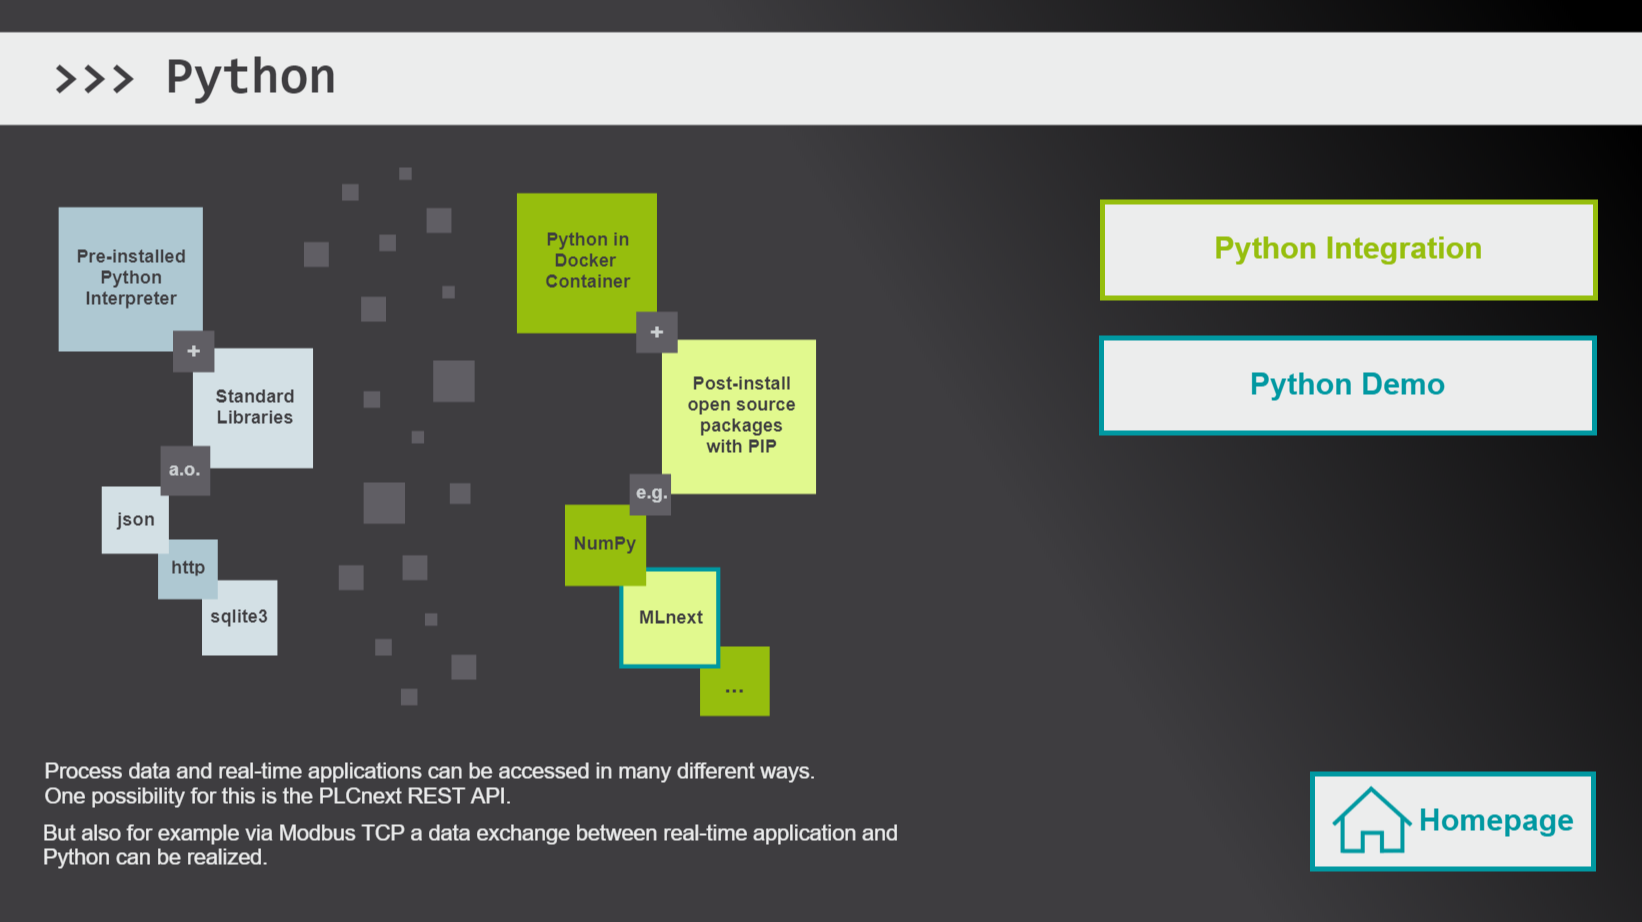 >>> Python
Pre-installed
Python
Interpreter
+
Standard
Libraries
a.o.
json
http
sqlite3
Python in
Docker
Container
+
Post-install
open source
packages
with PIP
e.g.
NumPy
MLnext
...
Python Integration
Python Demo
Process data and real-time applications can be accessed in many different ways.
One possibility for this is the PLCnext REST API.
But also for example via Modbus TCP a data exchange between real-time application and
Python can be realized.
Homepage